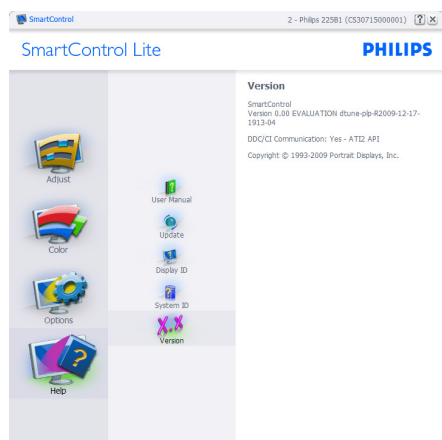 SmartControl
2 - Philips 225B1 (CS30715000001)
SmartControl Lite
PHILIPS
Adjust
Color
Options
Help
User Manual
Update
Display ID
System ID
X.X
Version
Version
SmartControl
Version 0.00 EVALUATION dtune-plp-R2009-12-17-
1913-04
DDC/CI Communication: Yes - ATI2 API
Copyright © 1993-2009 Portrait Displays, Inc.